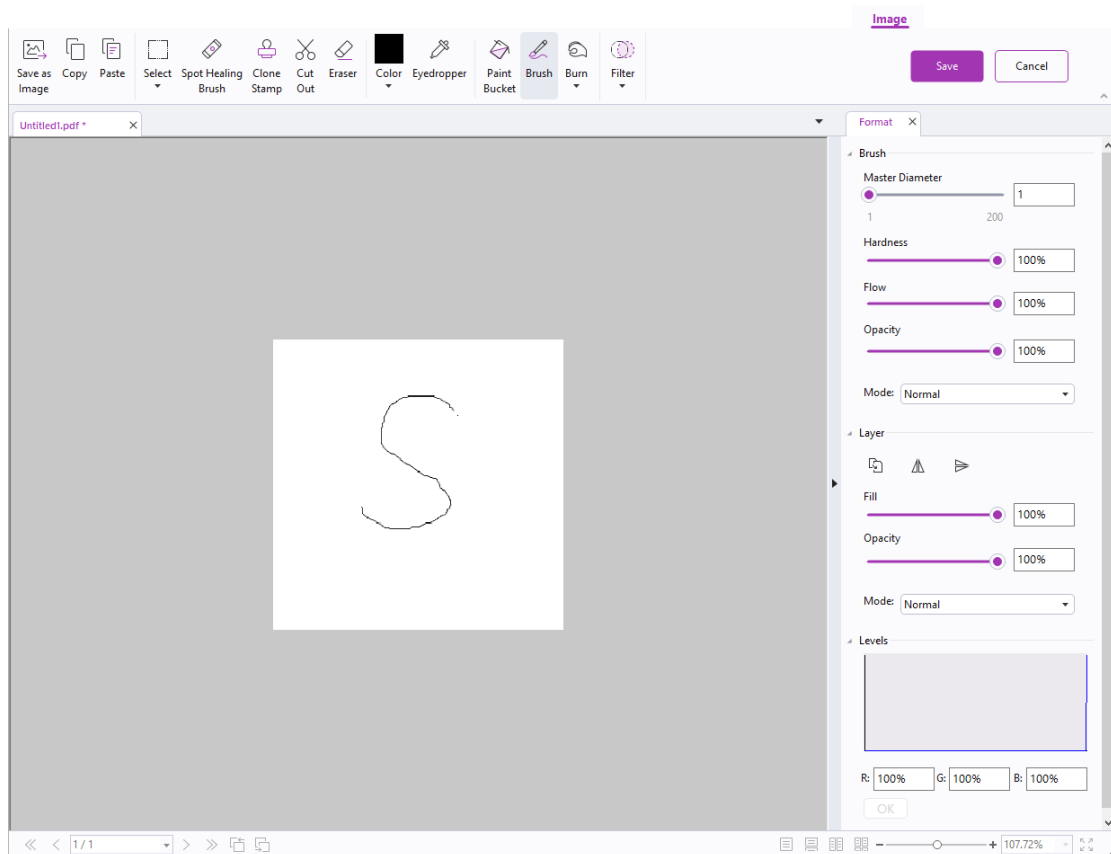 Image
Save as Image
Copy
Paste
Select
Spot Healing Brush
Clone Stamp
Cut Out
Eraser
Color
Eyedropper
Paint Bucket
Brush
Burn
Filter
Save
Cancel
Untitled1.pdf *
Format
Brush
Master Diameter
1
1 200
Hardness
100%
Flow
100%
Opacity
100%
Mode: Normal
Layer
Fill
100%
Opacity
100%
Mode: Normal
Levels
R: 100% G: 100% B: 100%
OK
S
1 / 1
107.72%